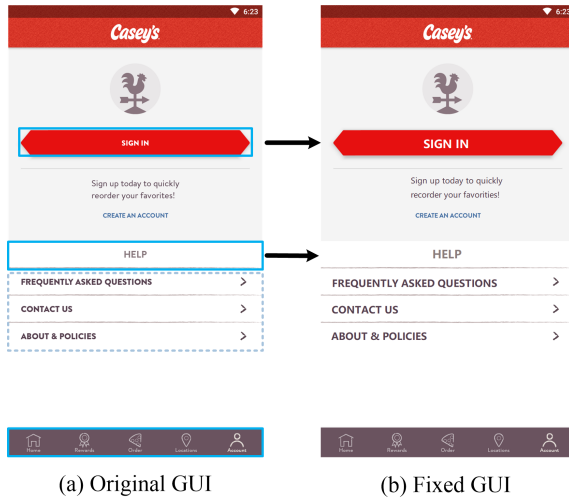 6:23
Casey's
SIGN IN
Sign up today to quickly
reorder your favorites!
CREATE AN ACCOUNT
HELP
FREQUENTLY ASKED QUESTIONS
CONTACT US
ABOUT & POLICIES
Home Rewards Order Locations Account
(a) Original GUI
6:23
Casey's
SIGN IN
Sign up today to quickly
reorder your favorities!
CREATE AN ACCOUNT
HELP
FREQUENTLY ASKED QUESTIONS
CONTACT US
ABOUT & POLICIES
Home Rewards Order Locations Account
(b) Fixed GUI